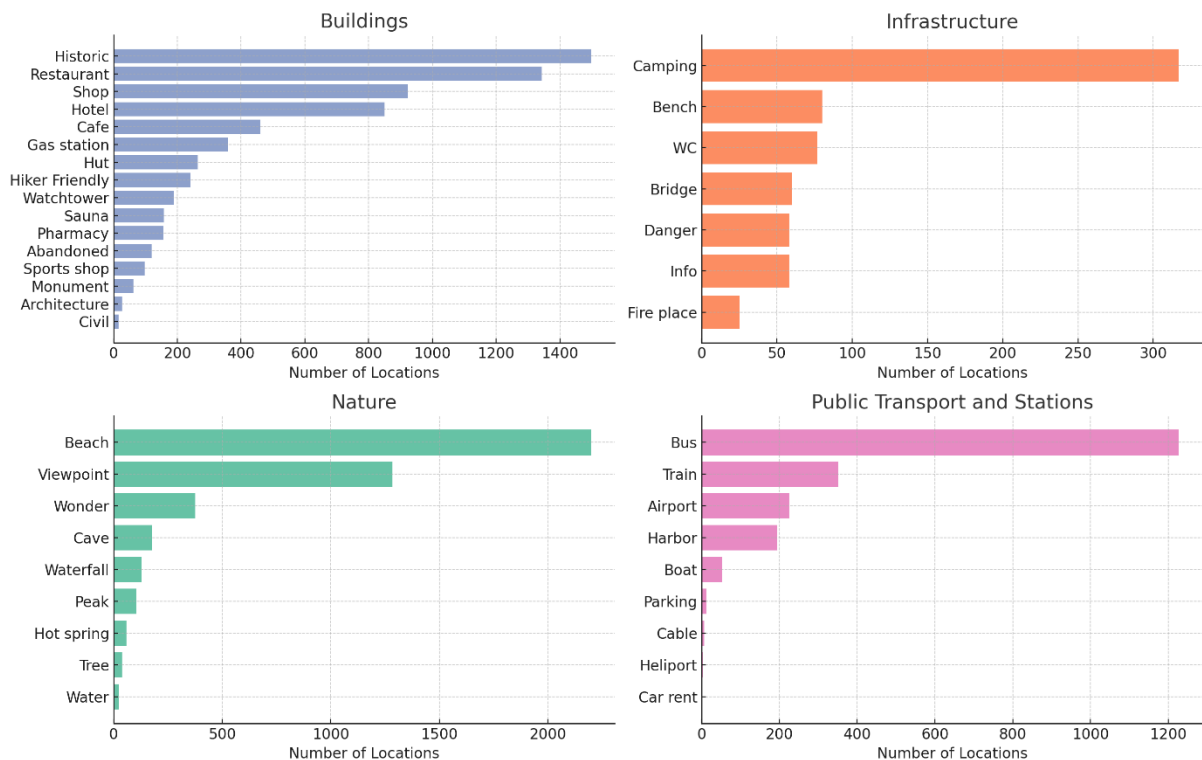 Buildings
Historic
Restaurant
Shop
Hotel
Cafe
Gas station
Hut
Hiker Friendly
Watchtower
Sauna
Pharmacy
Abandoned
Sports shop
Monument
Architecture
Civil
0 200 400 600 800 1000 1200 1400
Number of Locations
Infrastructure
Camping
Bench
WC
Bridge
Danger
Info
Fire place
0 50 100 150 200 250 300
Number of Locations
Nature
Beach
Viewpoint
Wonder
Cave
Waterfall
Peak
Hot spring
Tree
Water
0 500 1000 1500 2000
Number of Locations
Public Transport and Stations
Bus
Train
Airport
Harbor
Boat
Parking
Cable
Heliport
Car rent
0 200 400 600 800 1000 1200
Number of Locations